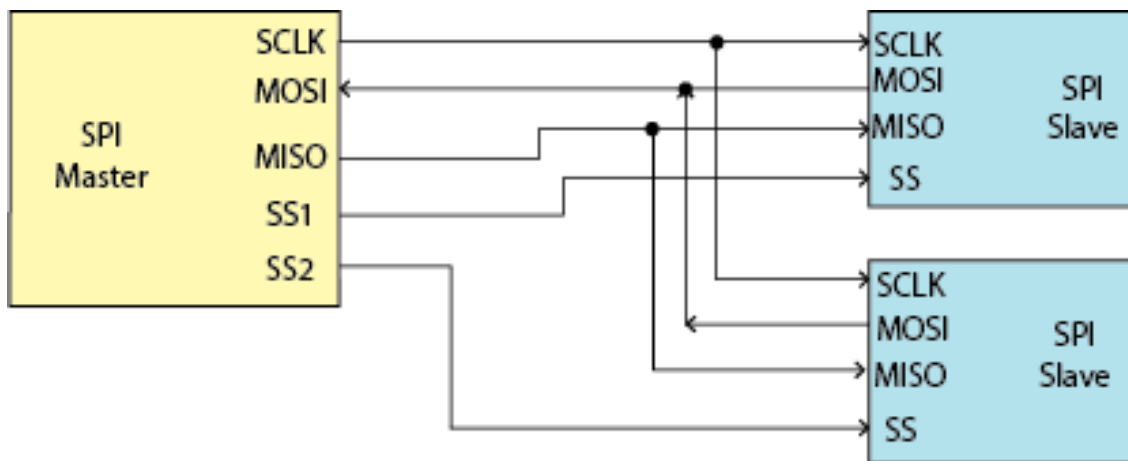 SPI
Master
SCLK
MOSI
MISO
SS1
SS2
SCLK
MOSI
MISO
SS
SPI
Slave
SCLK
MOSI
MISO
SS
SPI
Slave